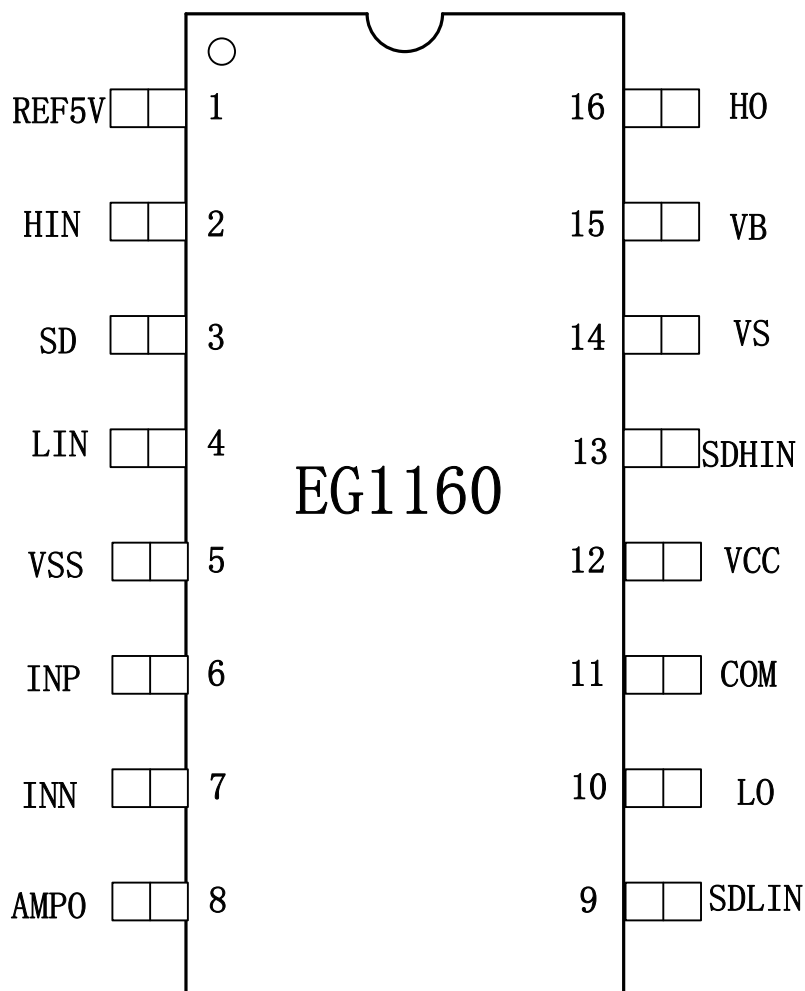 REF5V 1 16 HO
HIN 2 15 VB
SD 3 14 VS
LIN 4 13 SDHIN
EG1160
VSS 5 12 VCC
INP 6 11 COM
INN 7 10 LO
AMPO 8 9 SDLIN